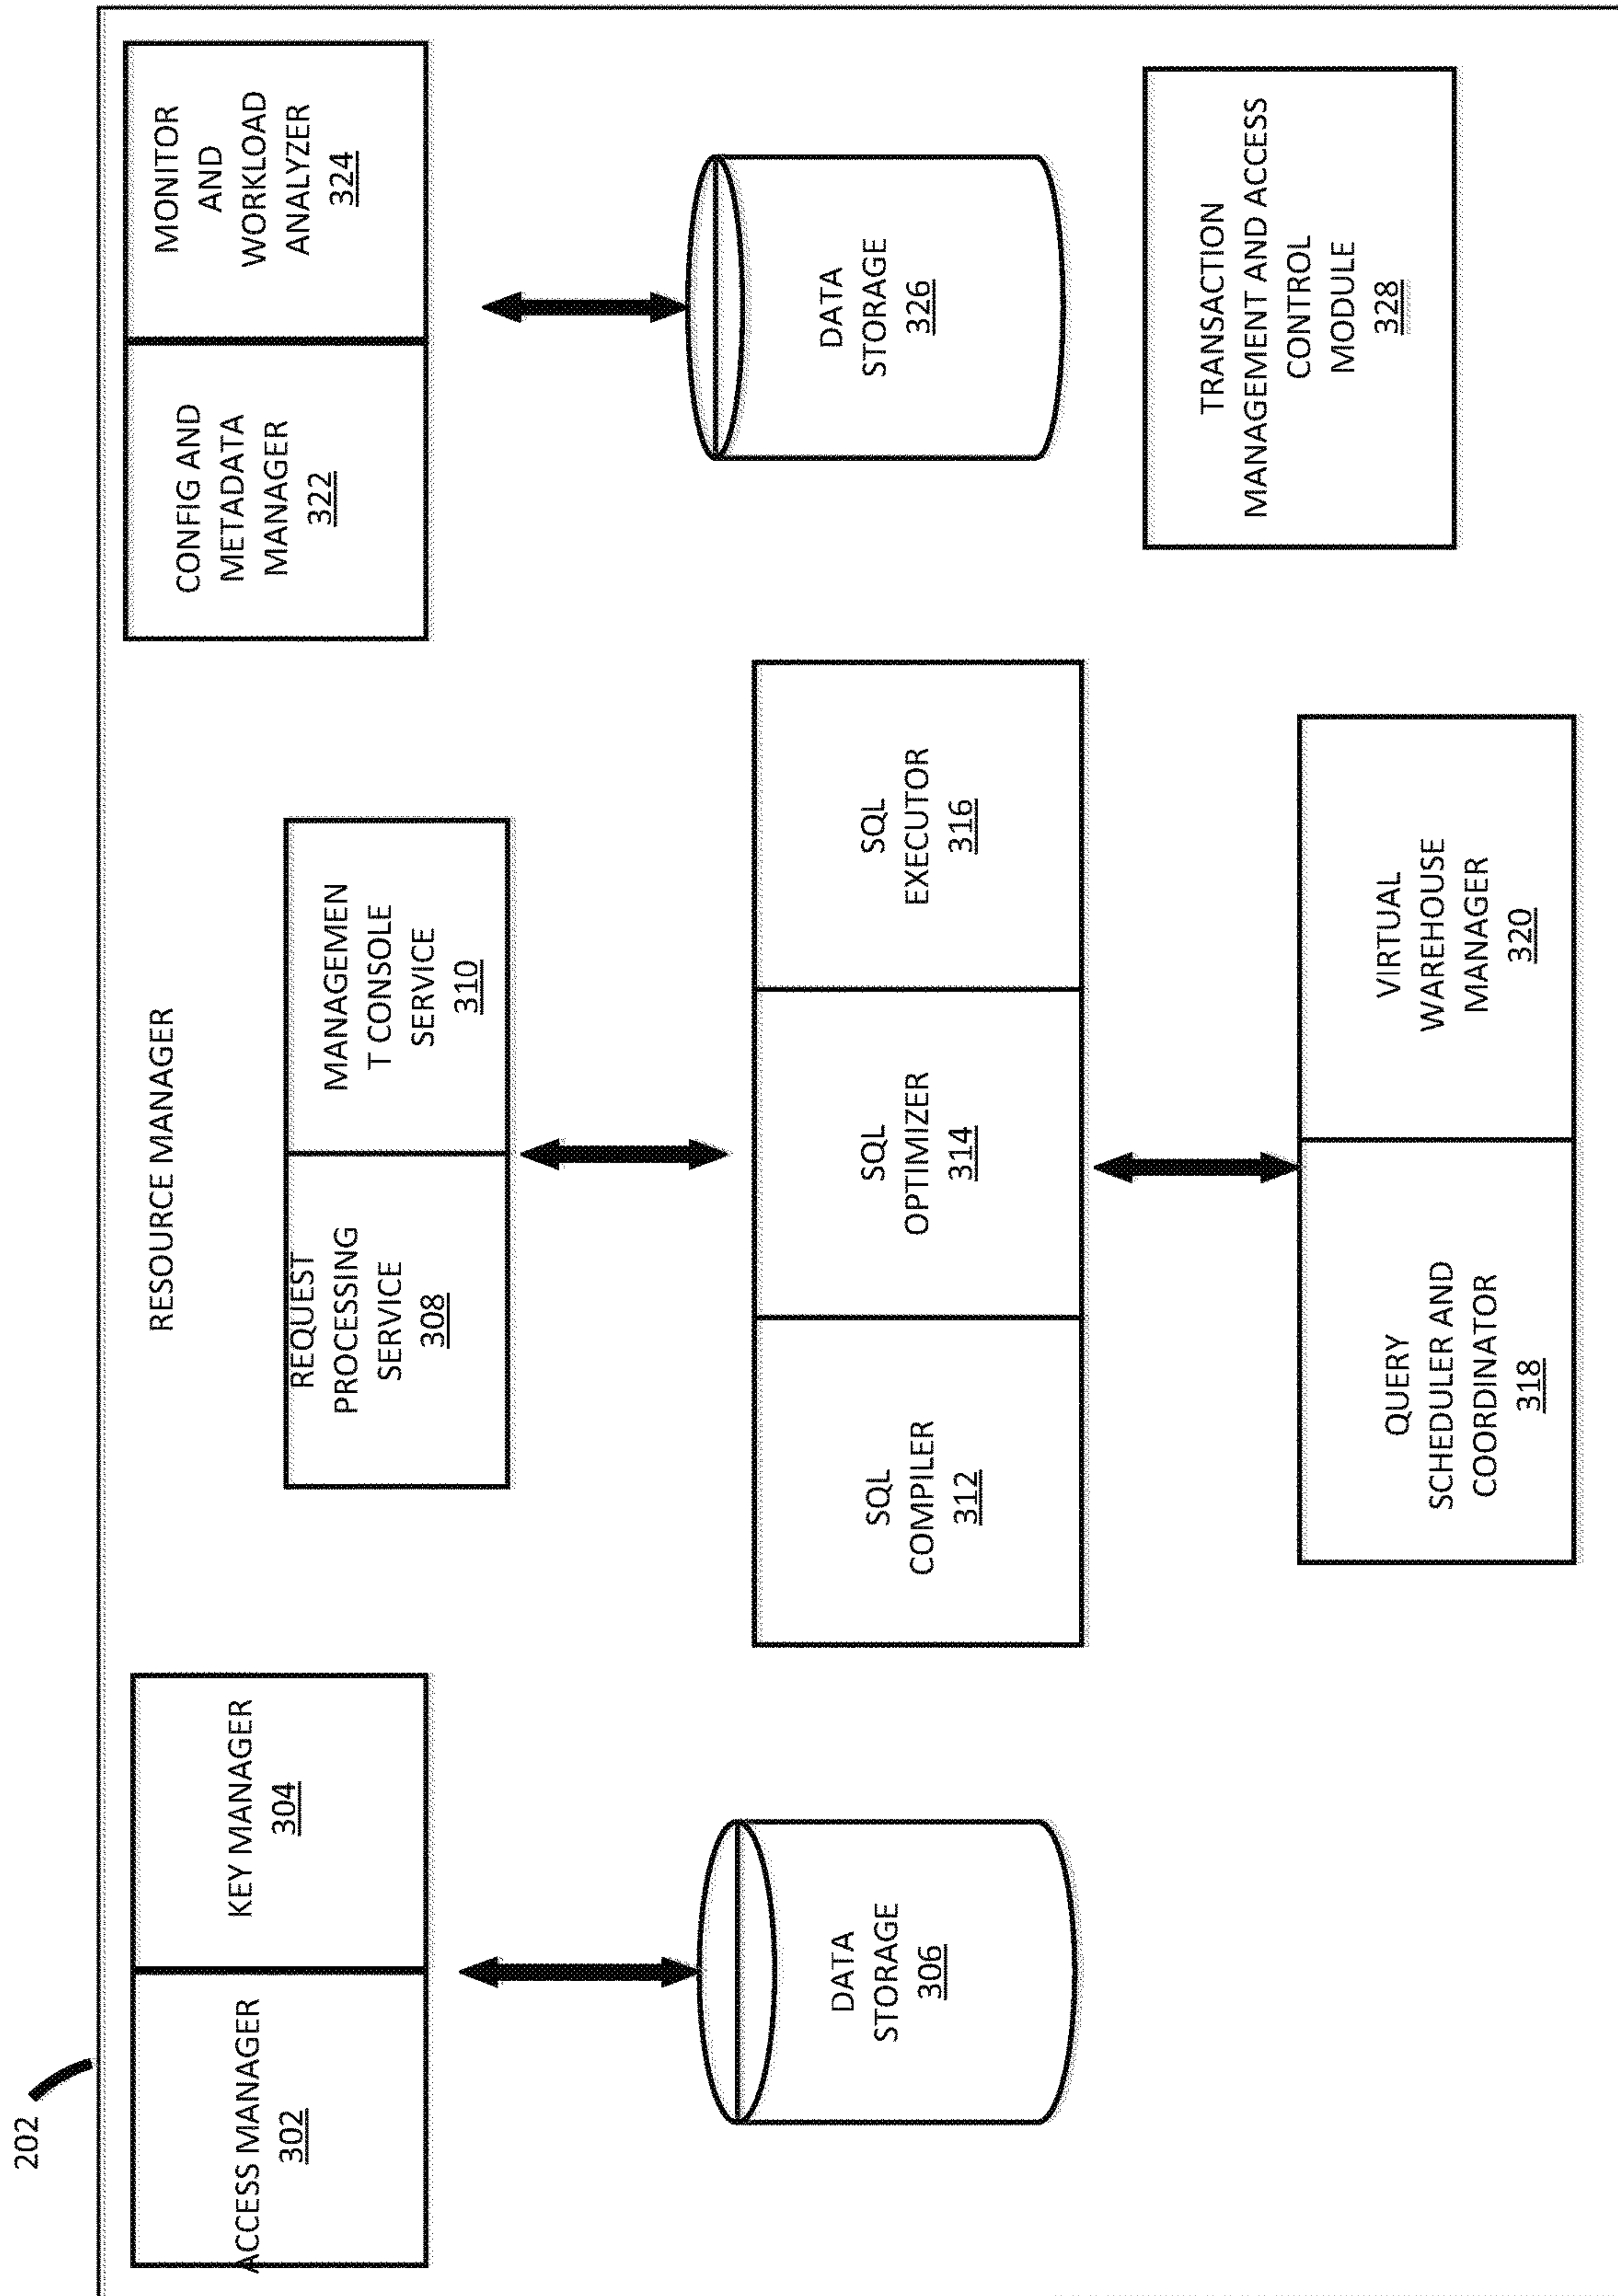 202
RESOURCE MANAGER
ACCESS MANAGER
302
KEY MANAGER
304
DATA
STORAGE
306
REQUEST
PROCESSING
SERVICE
308
MANAGEMEN
T CONSOLE
SERVICE
310
SQL
COMPILER
312
SQL
OPTIMIZER
314
SQL
EXECUTOR
316
QUERY
SCHEDULER AND
COORDINATOR
318
VIRTUAL
WAREHOUSE
MANAGER
320
CONFIG AND
METADATA
MANAGER
322
MONITOR
AND
WORKLOAD
ANALYZER
324
DATA
STORAGE
326
TRANSACTION
MANAGEMENT AND ACCESS
CONTROL
MODULE
328